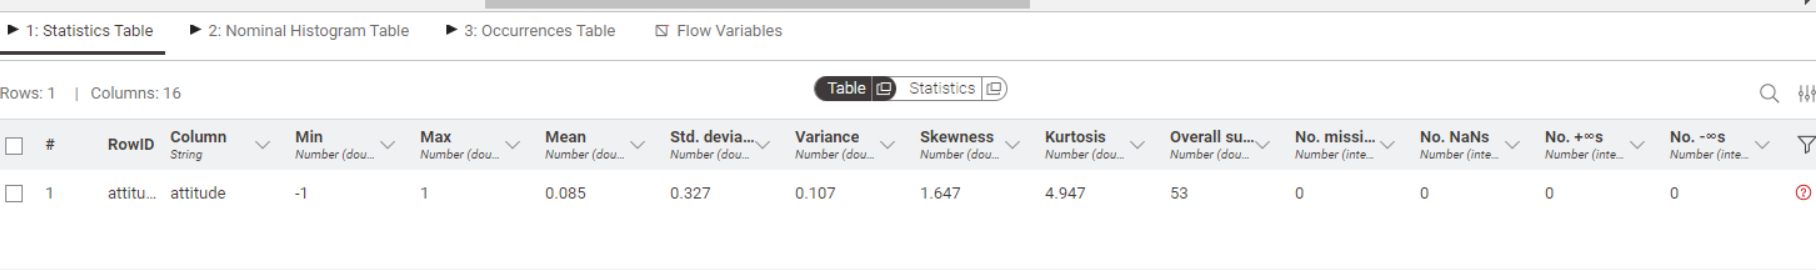 1: Statistics Table 2: Nominal Histogram Table 3: Occurrences Table Flow Variables
Rows: 1 | Columns: 16 Table Statistics
# RowID Column Min Max Mean Std. devia... Variance Skewness Kurtosis Overall su... No. missi... No. NaNs No. +∞s No. -∞s
String Number (dou... Number (dou... Number (dou... Number (dou... Number (dou... Number (dou... Number (dou... Number (dou... Number (inte... Number (inte... Number (inte... Number (inte...
1 attitu... attitude -1 1 0.085 0.327 0.107 1.647 4.947 53 0 0 0 0 ?